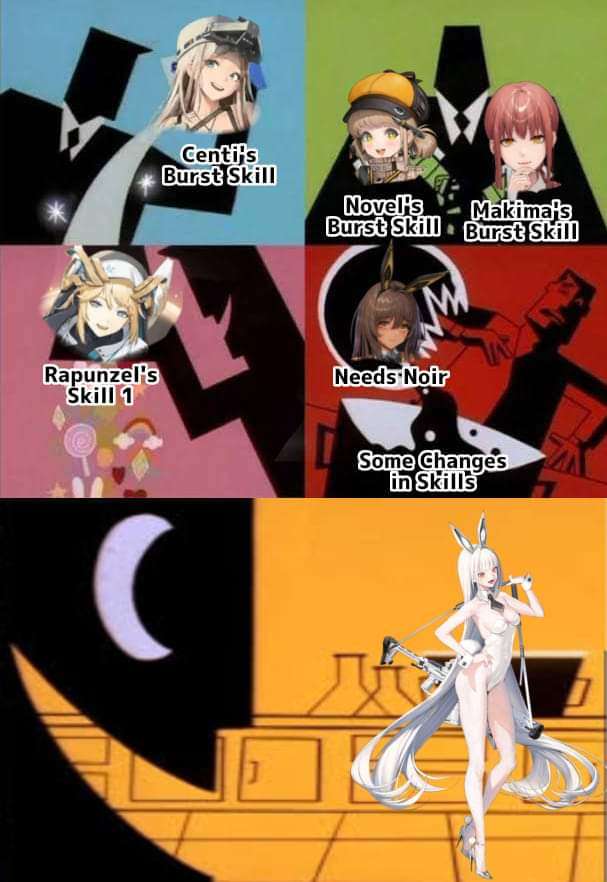 Centi's
Burst Skill
Novel's
Burst Skill
Makima's
Burst Skill
Rapunzel's
Skill 1
Needs Noir
Some Changes
in Skills